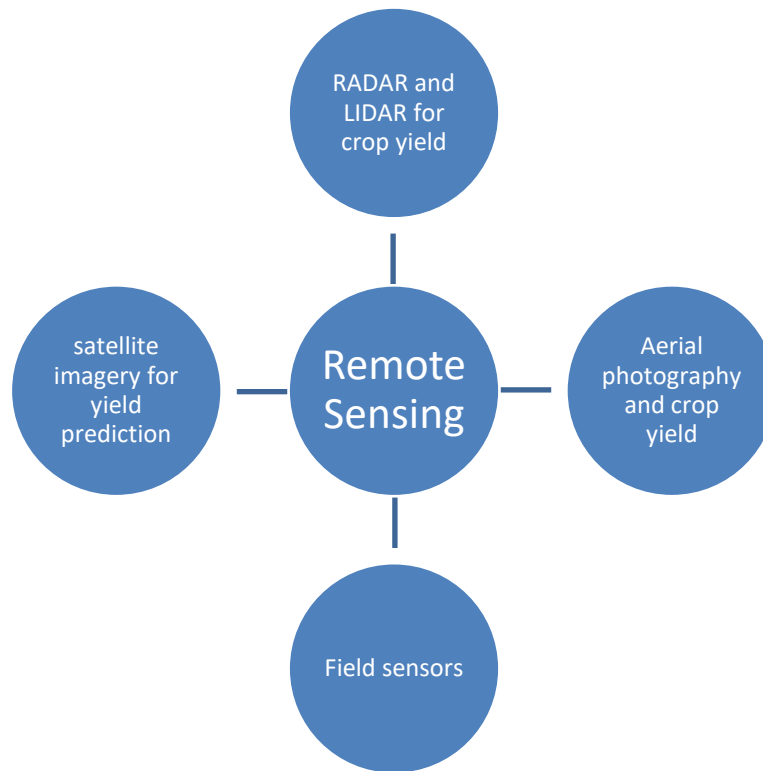 RADAR and
LIDAR for
crop yield
satellite
imagery for
yield
prediction
Remote
Sensing
Aerial
photography
and crop
yield
Field sensors